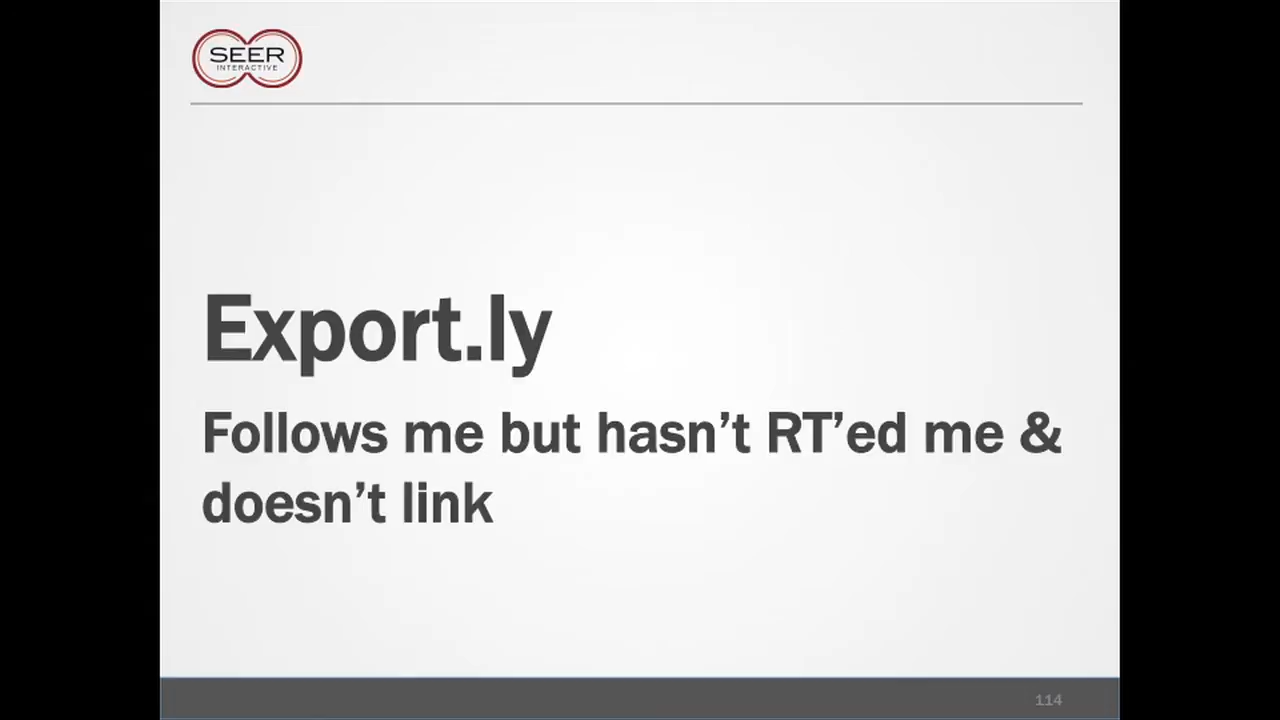 SEER
INTERACTIVE
Export.ly
Follows me but hasn’t RT’ed me &
doesn’t link
114